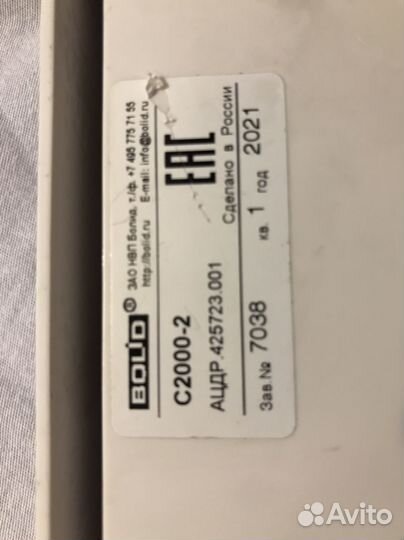 BOLID®
ЗАО НВП Болид, т./ф. +7 495 775 71 55
http://bolid.ru E-mail: info@bolid.ru
С2000-2
АЦДР.425723.001
EAC
Сделано в России
Зав.№ 7038 кв. 1 год 2021
Avito